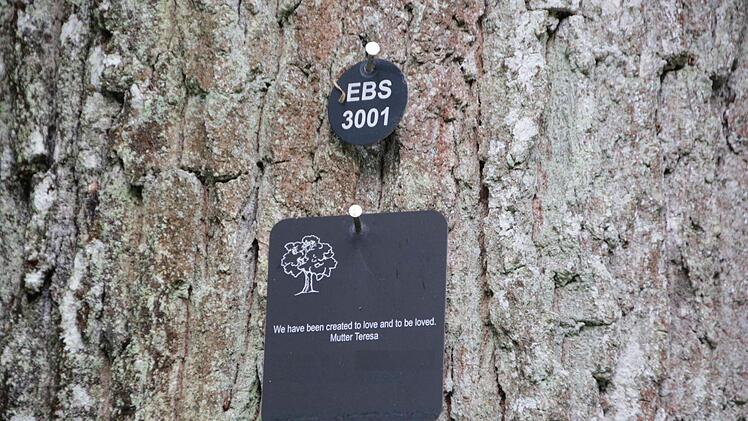 EBS
3001
We have been created to love and to be loved.
Mutter Teresa